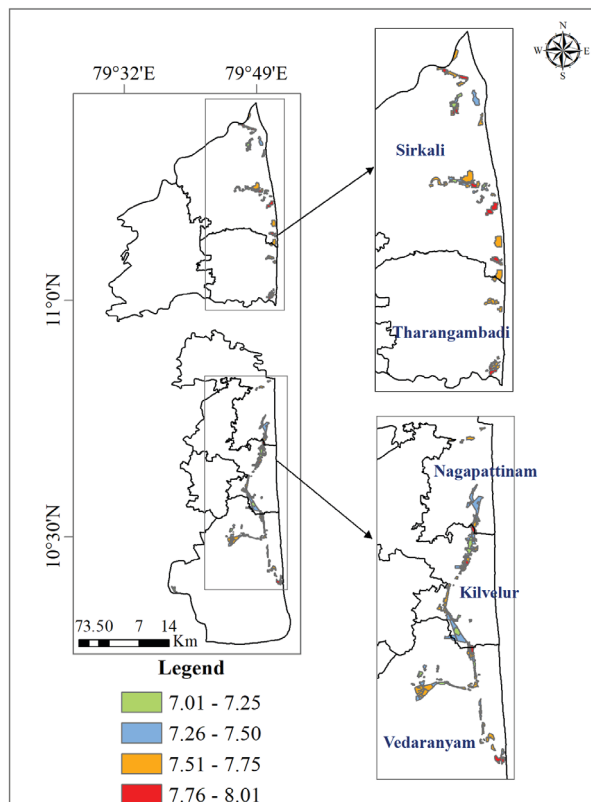 79°32'E
79°49'E
N
W
E
S
Sirkali
11°0'N
Tharangambadi
Nagapattinam
10°30'N
Kilvelur
73.50 7 14
Km
Legend
Vedaranyam
7.01 - 7.25
7.26 - 7.50
7.51 - 7.75
7.76 - 8.01